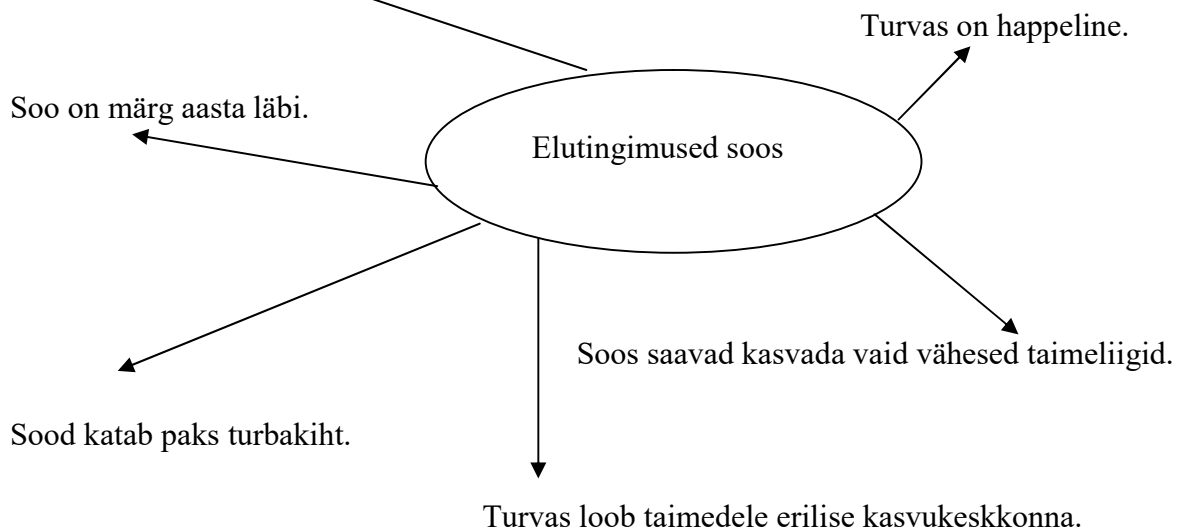 Turvas on happeline.
Soo on märg aasta läbi.
Elutingimused soos
Soos saavad kasvada vaid vähesed taimeliigid.
Sood katab paks turbakiht.
Turvas loob taimedele erilise kasvukeskkonna.